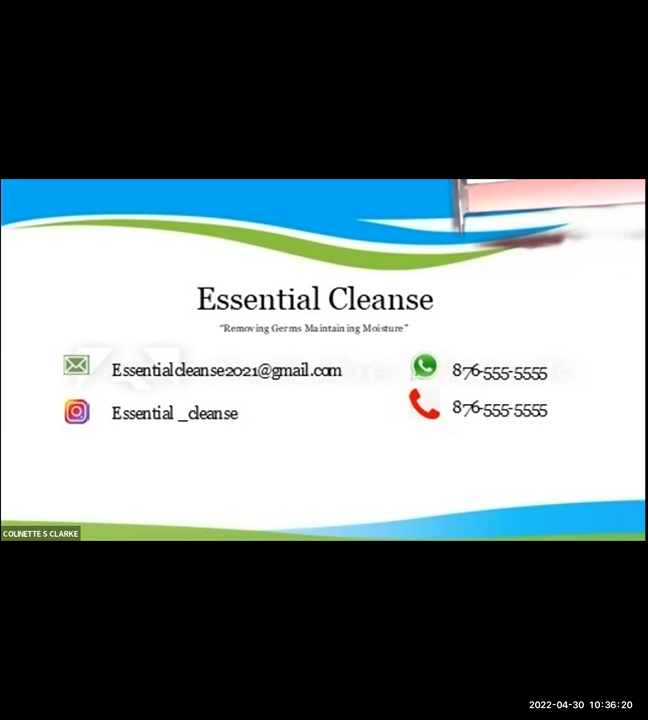 Essential Cleanse
"Removing Germs Maintaining Moisture"
Essentialcleanse2021@gmail.com
876-555-5555
Essential _cleanse
876-555-5555
COLINETTE S CLARKE
2022-04-30 10:36:20